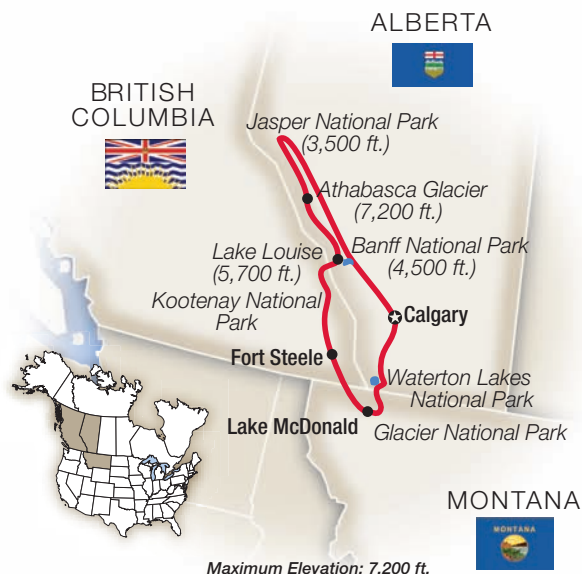 ALBERTA
BRITISH
COLUMBIA
Jasper National Park
(3,500 ft.)
Athabasca Glacier
(7,200 ft.)
Lake Louise
(5,700 ft.)
Banff National Park
(4,500 ft.)
Kootenay National
Park
Calgary
Fort Steele
Waterton Lakes
National Park
Lake McDonald
Glacier National Park
MONTANA
MONTANA
Maximum Elevation: 7,200 ft.